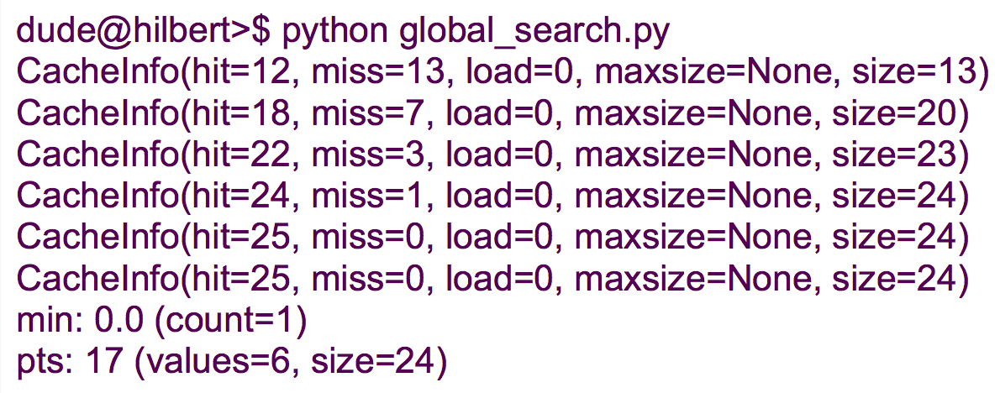 dude@hilbert>$ python global_search.py
CacheInfo(hit=12, miss=13, load=0, maxsize=None, size=13)
CacheInfo(hit=18, miss=7, load=0, maxsize=None, size=20)
CacheInfo(hit=22, miss=3, load=0, maxsize=None, size=23)
CacheInfo(hit=24, miss=1, load=0, maxsize=None, size=24)
CacheInfo(hit=25, miss=0, load=0, maxsize=None, size=24)
CacheInfo(hit=25, miss=0, load=0, maxsize=None, size=24)
min: 0.0 (count=1)
pts: 17 (values=6, size=24)